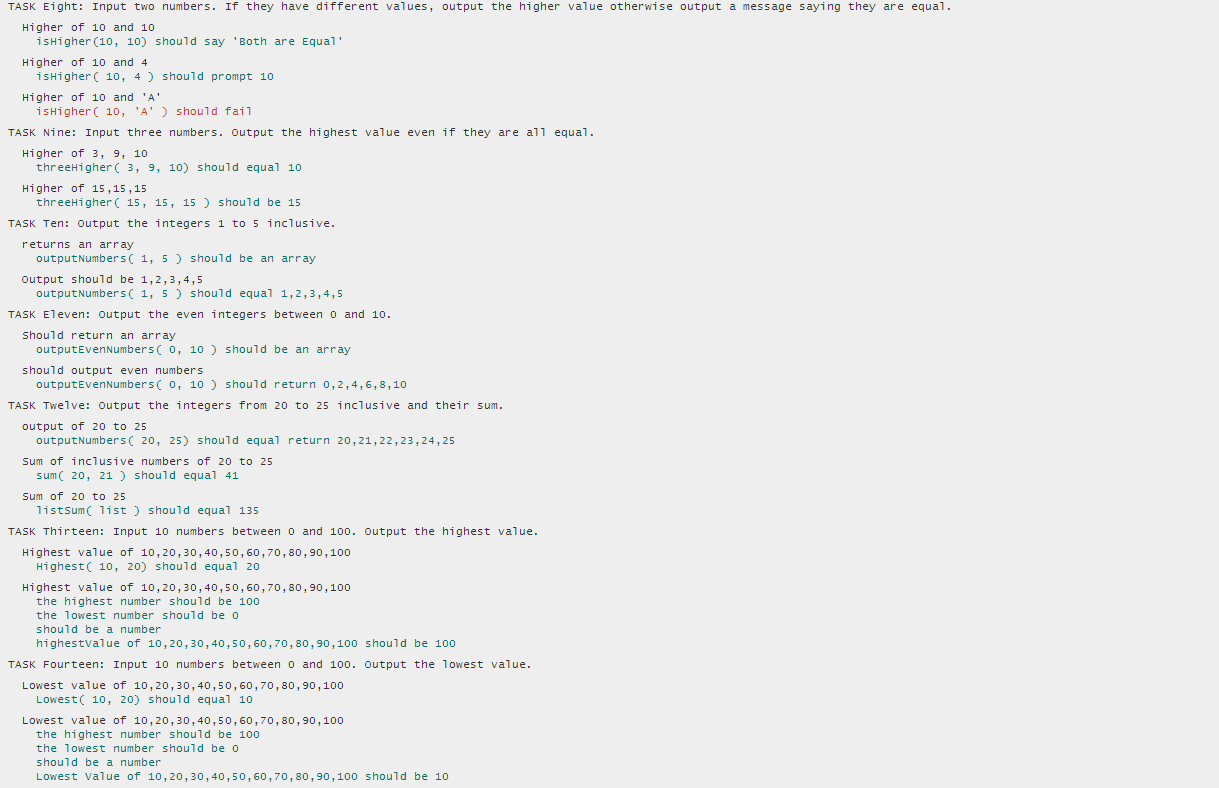 TASK Eight: Input two numbers. If they have different values, output the higher value otherwise output a message saying they are equal.
Higher of 10 and 10
isHigher(10, 10) should say 'Both are Equal'
Higher of 10 and 4
isHigher( 10, 4 ) should prompt 10
Higher of 10 and 'A'
isHigher( 10, 'A' ) should fail
TASK Nine: Input three numbers. Output the highest value even if they are all equal.
Higher of 3, 9, 10
threeHigher( 3, 9, 10) should equal 10
Higher of 15,15,15
threeHigher( 15, 15, 15 ) should be 15
TASK Ten: Output the integers 1 to 5 inclusive.
returns an array
outputNumbers( 1, 5 ) should be an array
Output should be 1,2,3,4,5
outputNumbers( 1, 5 ) should equal 1,2,3,4,5
TASK Eleven: Output the even integers between 0 and 10.
Should return an array
outputEvenNumbers( 0, 10 ) should be an array
should output even numbers
outputEvenNumbers( 0, 10 ) should return 0,2,4,6,8,10
TASK Twelve: Output the integers from 20 to 25 inclusive and their sum.
output of 20 to 25
outputNumbers( 20, 25) should equal return 20,21,22,23,24,25
Sum of inclusive numbers of 20 to 25
sum( 20, 21 ) should equal 41
Sum of 20 to 25
listSum( list ) should equal 135
TASK Thirteen: Input 10 numbers between 0 and 100. Output the highest value.
Highest value of 10,20,30,40,50,60,70,80,90,100
Highest( 10, 20) should equal 20
Highest value of 10,20,30,40,50,60,70,80,90,100
the highest number should be 100
the lowest number should be 0
should be a number
highestValue of 10,20,30,40,50,60,70,80,90,100 should be 100
TASK Fourteen: Input 10 numbers between 0 and 100. Output the lowest value.
Lowest value of 10,20,30,40,50,60,70,80,90,100
Lowest( 10, 20) should equal 10
Lowest value of 10,20,30,40,50,60,70,80,90,100
the highest number should be 100
the lowest number should be 0
should be a number
Lowest Value of 10,20,30,40,50,60,70,80,90,100 should be 10